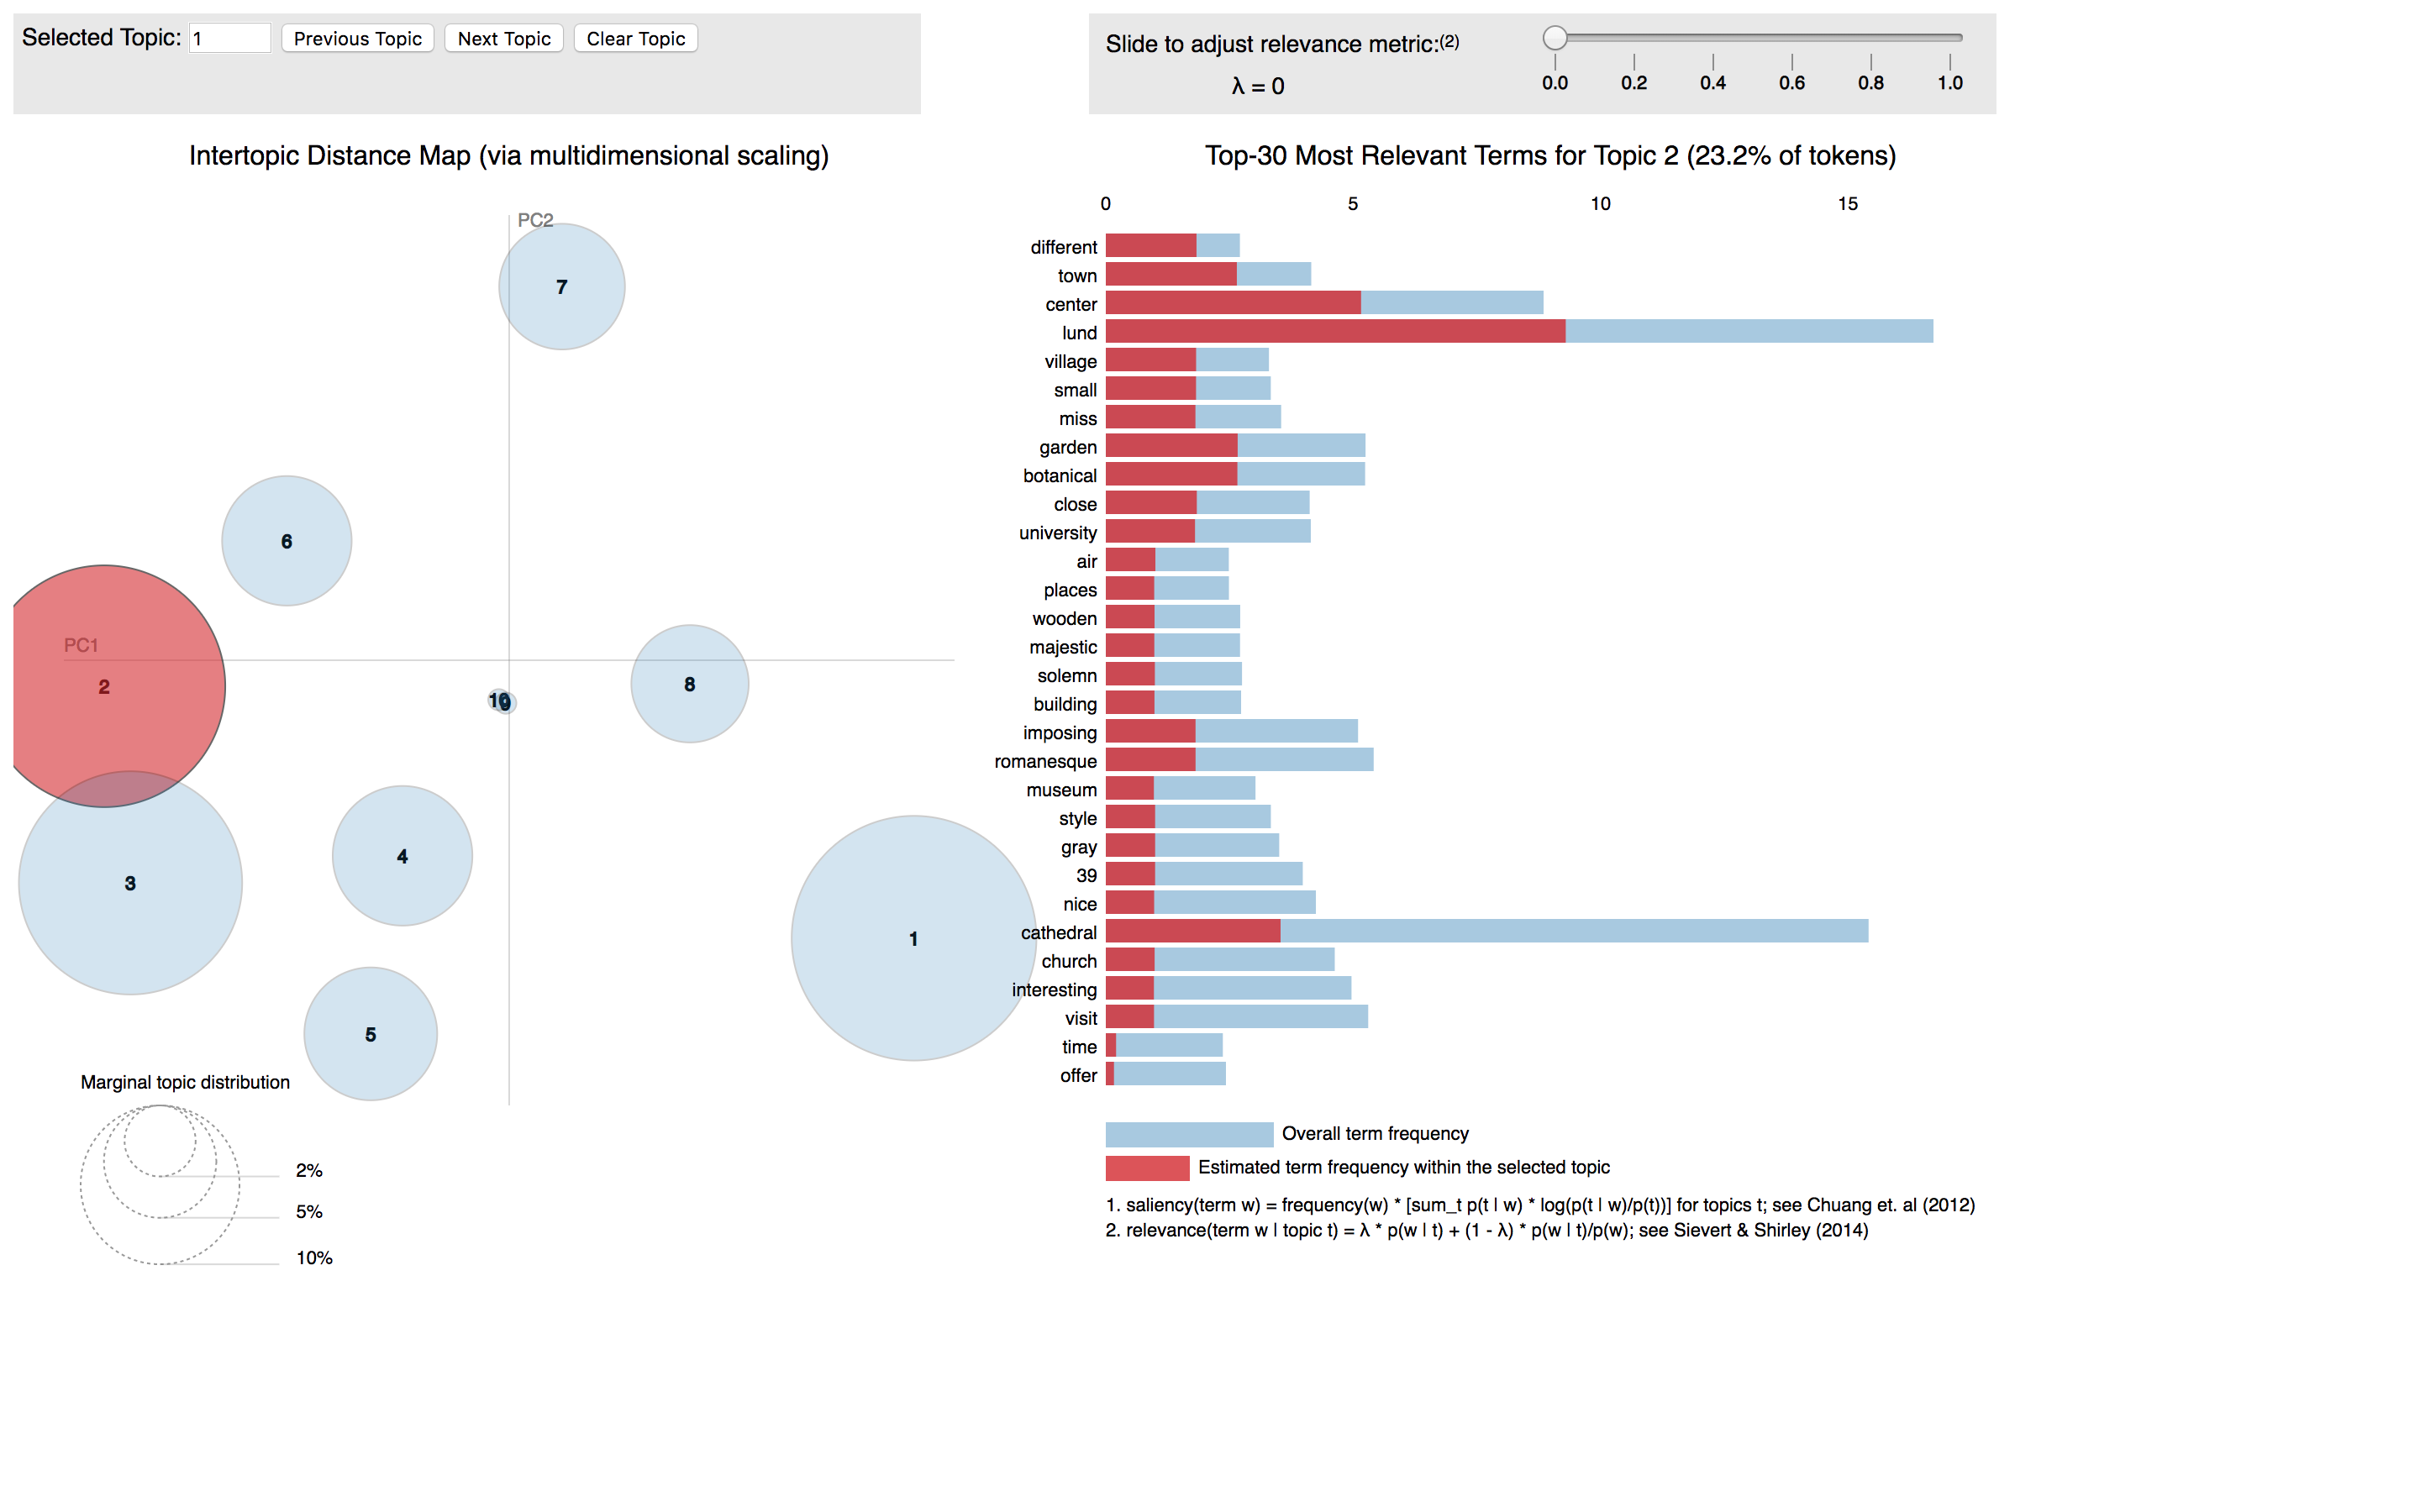 Selected Topic: 1 Previous Topic Next Topic Clear Topic
Slide to adjust relevance metric:(2)
λ = 0
0.0 0.2 0.4 0.6 0.8 1.0
Intertopic Distance Map (via multidimensional scaling)
PC2
PC1
7
6
2
8
10
9
4
3
1
5
Marginal topic distribution
2%
5%
10%
Top-30 Most Relevant Terms for Topic 2 (23.2% of tokens)
0 5 10 15
different
town
center
lund
village
small
miss
garden
botanical
close
university
air
places
wooden
majestic
solemn
building
imposing
romanesque
museum
style
gray
39
nice
cathedral
church
interesting
visit
time
offer
Overall term frequency
Estimated term frequency within the selected topic
1. saliency(term w) = frequency(w) * [sum_t p(t | w) * log(p(t | w)/p(t))] for topics t; see Chuang et. al (2012)
2. relevance(term w | topic t) = λ * p(w | t) + (1 - λ) * p(w | t)/p(w); see Sievert & Shirley (2014)